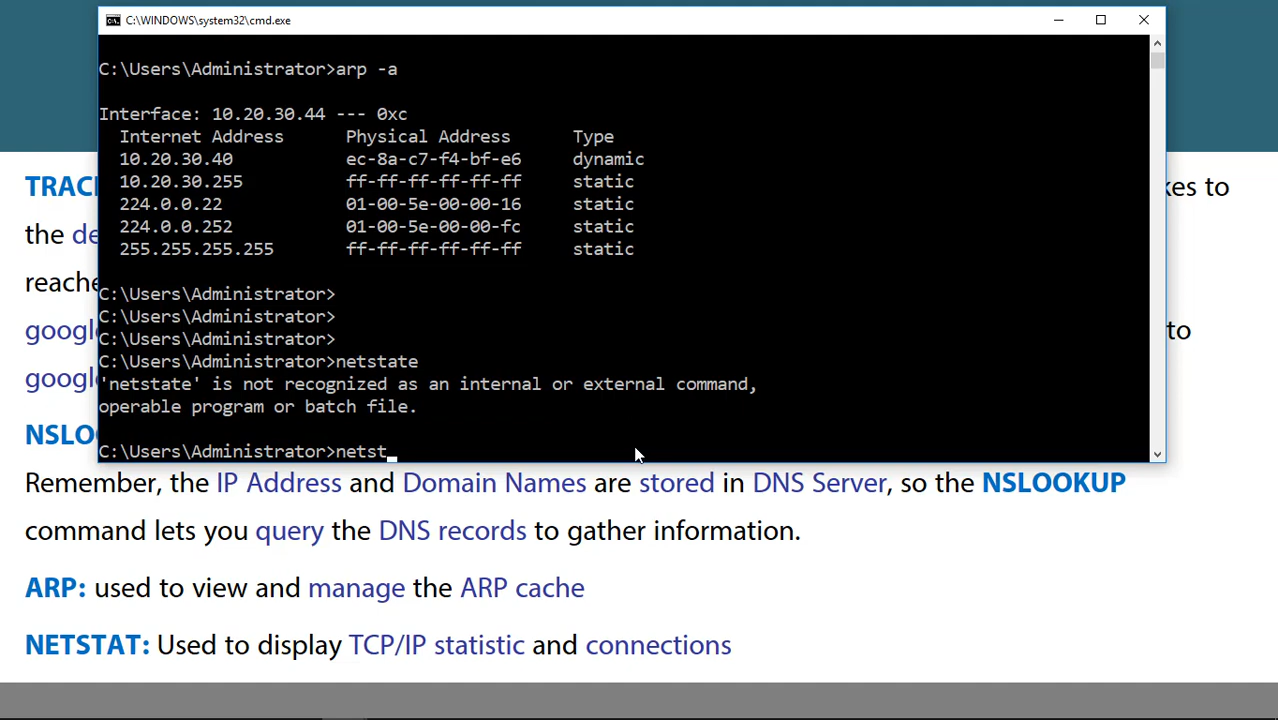 C:\WINDOWS\system32\cmd.exe
C:\Users\Administrator>arp -a
Interface: 10.20.30.44 --- 0xc
Internet Address Physical Address Type
10.20.30.40 ec-8a-c7-f4-bf-e6 dynamic
10.20.30.255 ff-ff-ff-ff-ff-ff static
224.0.0.22 01-00-5e-00-00-16 static
224.0.0.252 01-00-5e-00-00-fc static
255.255.255.255 ff-ff-ff-ff-ff-ff static
C:\Users\Administrator>
C:\Users\Administrator>
C:\Users\Administrator>
C:\Users\Administrator>netstate
'netstate' is not recognized as an internal or external command,
operable program or batch file.
C:\Users\Administrator>netst_
to
the
to
Remember, the IP Address and Domain Names are stored in DNS Server, so the NSLOOKUP
command lets you query the DNS records to gather information.
ARP: used to view and manage the ARP cache
NETSTAT: Used to display TCP/IP statistic and connections